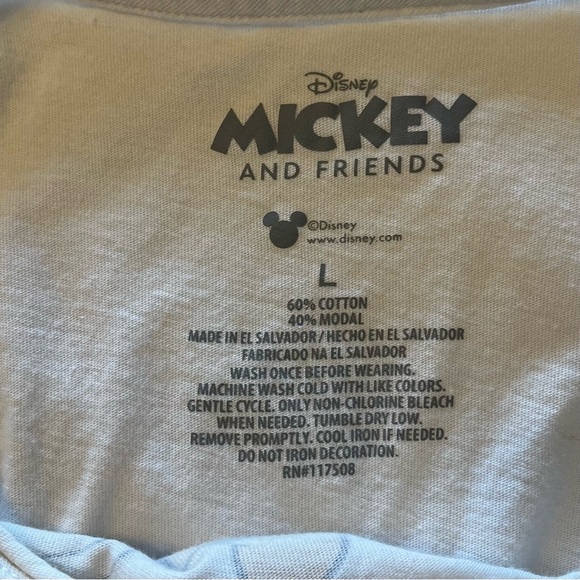 Disney
MICKEY
AND FRIENDS
©Disney
www.disney.com
L
60% COTTON
40% MODAL
MADE IN EL SALVADOR / HECHO EN EL SALVADOR
FABRICADO NA EL SALVADOR
WASH ONCE BEFORE WEARING.
MACHINE WASH COLD WITH LIKE COLORS.
GENTLE CYCLE. ONLY NON-CHLORINE BLEACH
WHEN NEEDED. TUMBLE DRY LOW.
REMOVE PROMPTLY. COOL IRON IF NEEDED.
DO NOT IRON DECORATION.
RN#117508